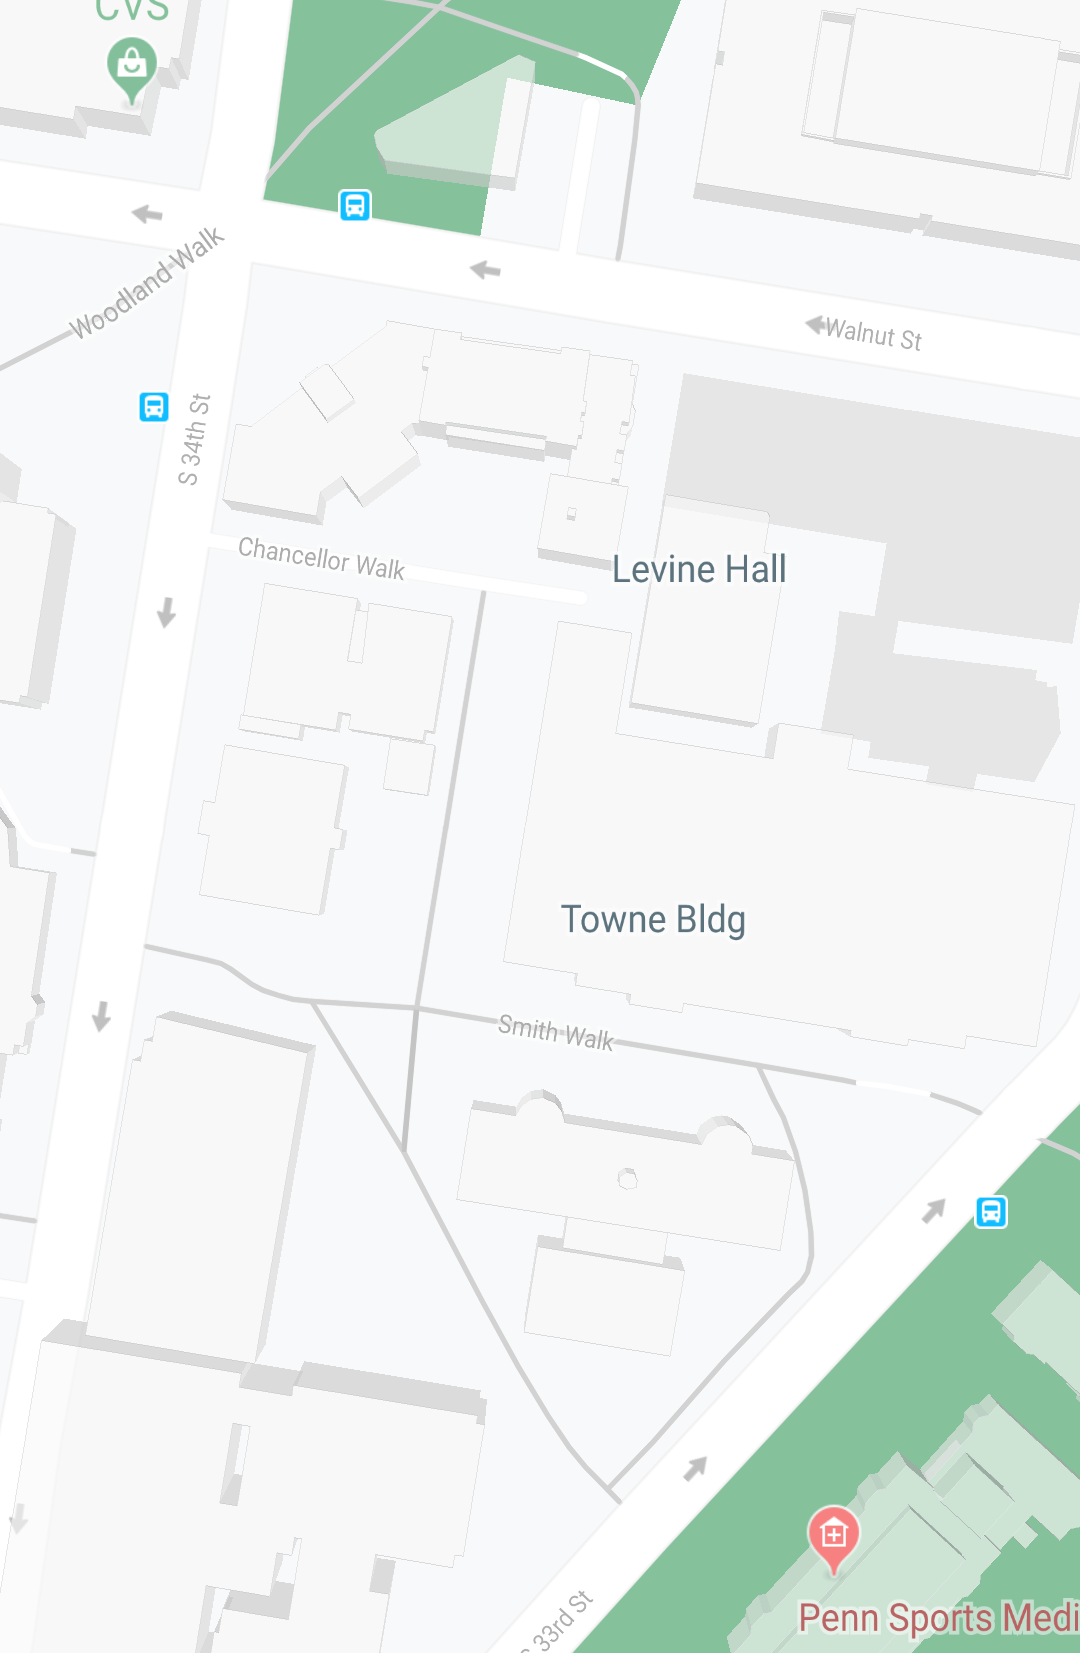 CVS
Woodland Walk
Walnut St
S 34th St
Chancellor Walk
Levine Hall
Towne Bldg
Smith Walk
S 33rd St
Penn Sports Medi